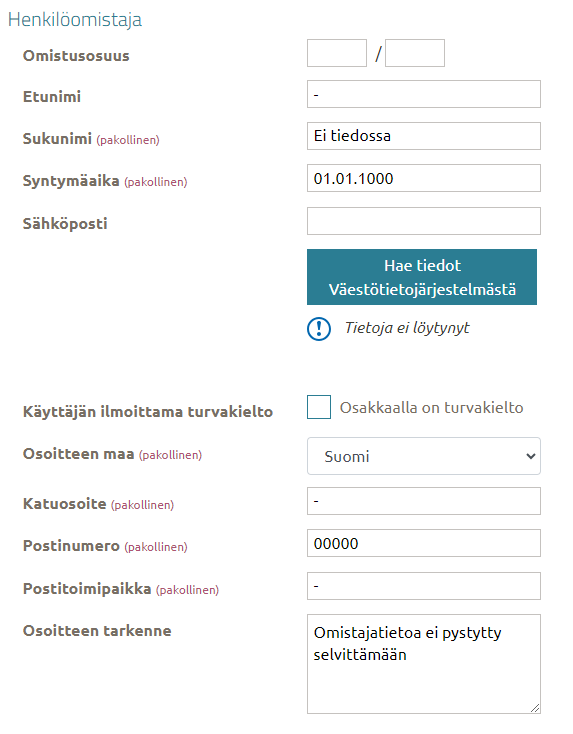 Henkilöomistaja
Omistusosuus /
Etunimi -
Sukunimi (pakollinen) Ei tiedossa
Syntymäaika (pakollinen) 01.01.1000
Sähköposti
Hae tiedot
Väestötietojärjestelmästä
Tietoja ei löytynyt
Käyttäjän ilmoittama turvakielto Osakkaalla on turvakielto
Osoitteen maa (pakollinen) Suomi
Katuosoite (pakollinen) -
Postinumero (pakollinen) 00000
Postitoimipaikka (pakollinen) -
Osoitteen tarkenne Omistajatietoa ei pystytty
selvittämään